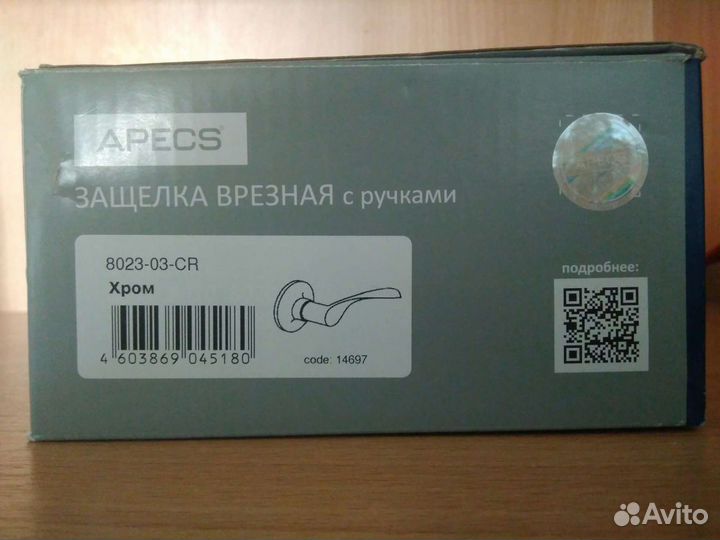 APECS
ЗАЩЕЛКА ВРЕЗНАЯ с ручками
8023-03-CR
Хром
4 603869 045180
code: 14697
подробнее:
Avito